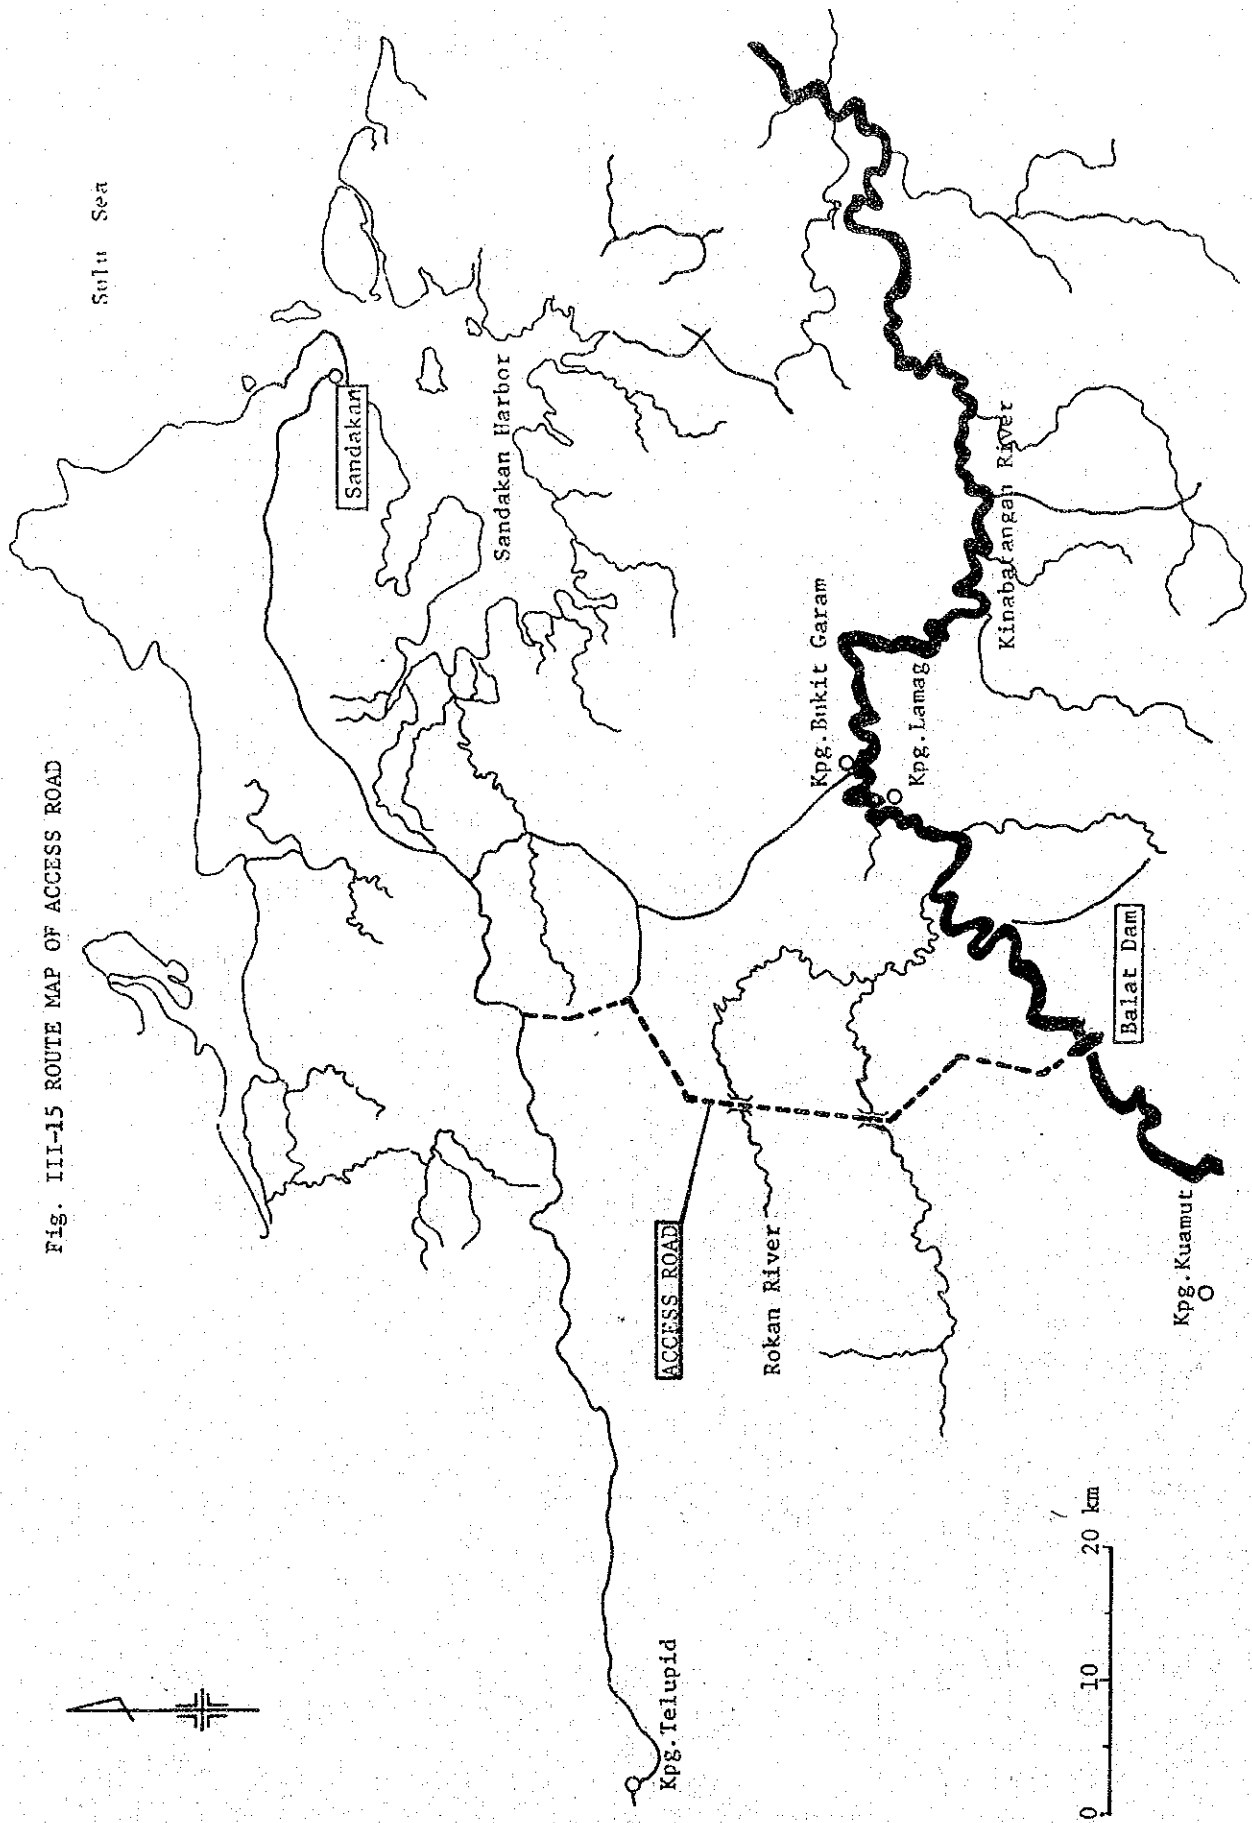 Fig. III-15 ROUTE MAP OF ACCESS ROAD
Sulu Sea
Sandakan
Sandakan Harbor
Kpg.Bukit Garam
Kpg.Lamag
Kinabatangan River
Balat Dam
ACCESS ROAD
Rokan River
Kpg.Kuamut
Kpg.Telupid
0 10 20 km